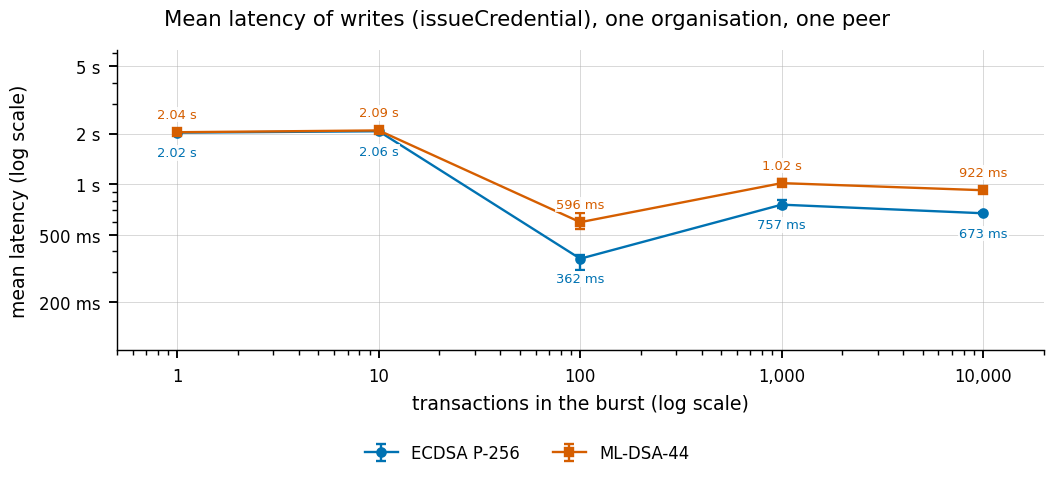 Mean latency of writes (issueCredential), one organisation, one peer
mean latency (log scale)
5 s
2 s
1 s
500 ms
200 ms
2.04 s
2.02 s
2.09 s
2.06 s
596 ms
362 ms
1.02 s
757 ms
922 ms
673 ms
1
10
100
1,000
10,000
transactions in the burst (log scale)
ECDSA P-256
ML-DSA-44